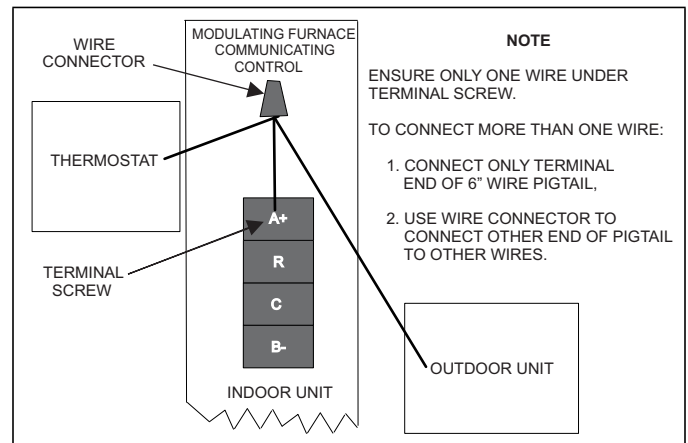 MODULATING FURNACE
COMMUNICATING
CONTROL
WIRE
CONNECTOR
THERMOSTAT
A+
R
C
B-
TERMINAL
SCREW
INDOOR UNIT
OUTDOOR UNIT
NOTE
ENSURE ONLY ONE WIRE UNDER
TERMINAL SCREW.
TO CONNECT MORE THAN ONE WIRE:
1. CONNECT ONLY TERMINAL
END OF 6” WIRE PIGTAIL,
2. USE WIRE CONNECTOR TO
CONNECT OTHER END OF PIGTAIL
TO OTHER WIRES.